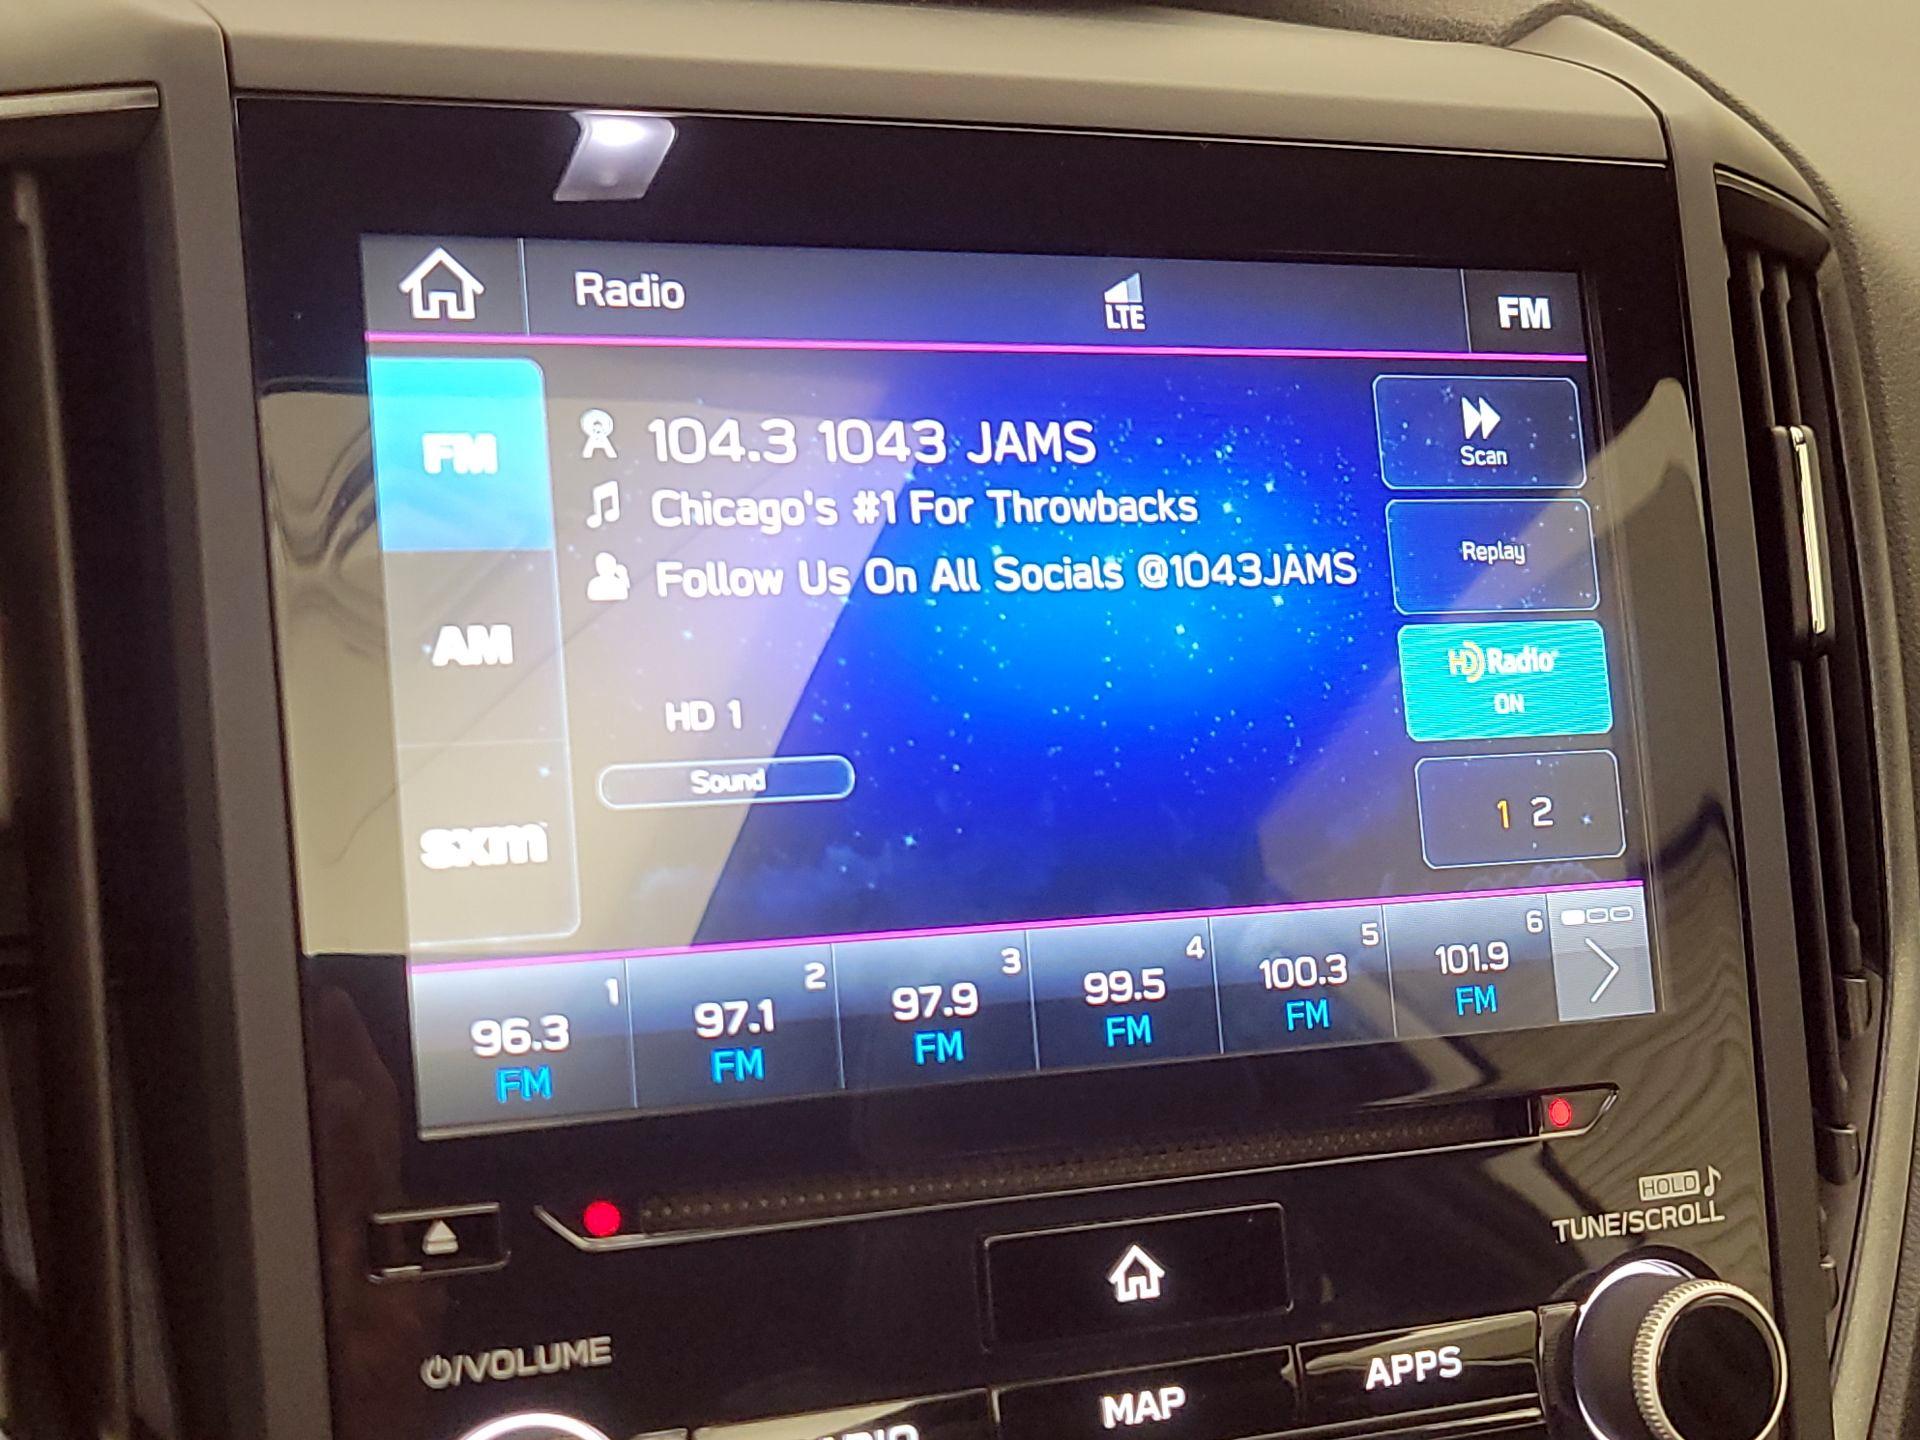 Radio
LTE
FM
FM
104.3 1043 JAMS
Scan
Chicago's #1 For Throwbacks
Replay
Follow Us On All Socials @1043JAMS
AM
HD Radio
ON
HD 1
Sound
1 2
sxm
1
96.3
FM
2
97.1
FM
3
97.9
FM
4
99.5
FM
5
100.3
FM
6
101.9
FM
HOLD
TUNE/SCROLL
/VOLUME
APPS
MAP